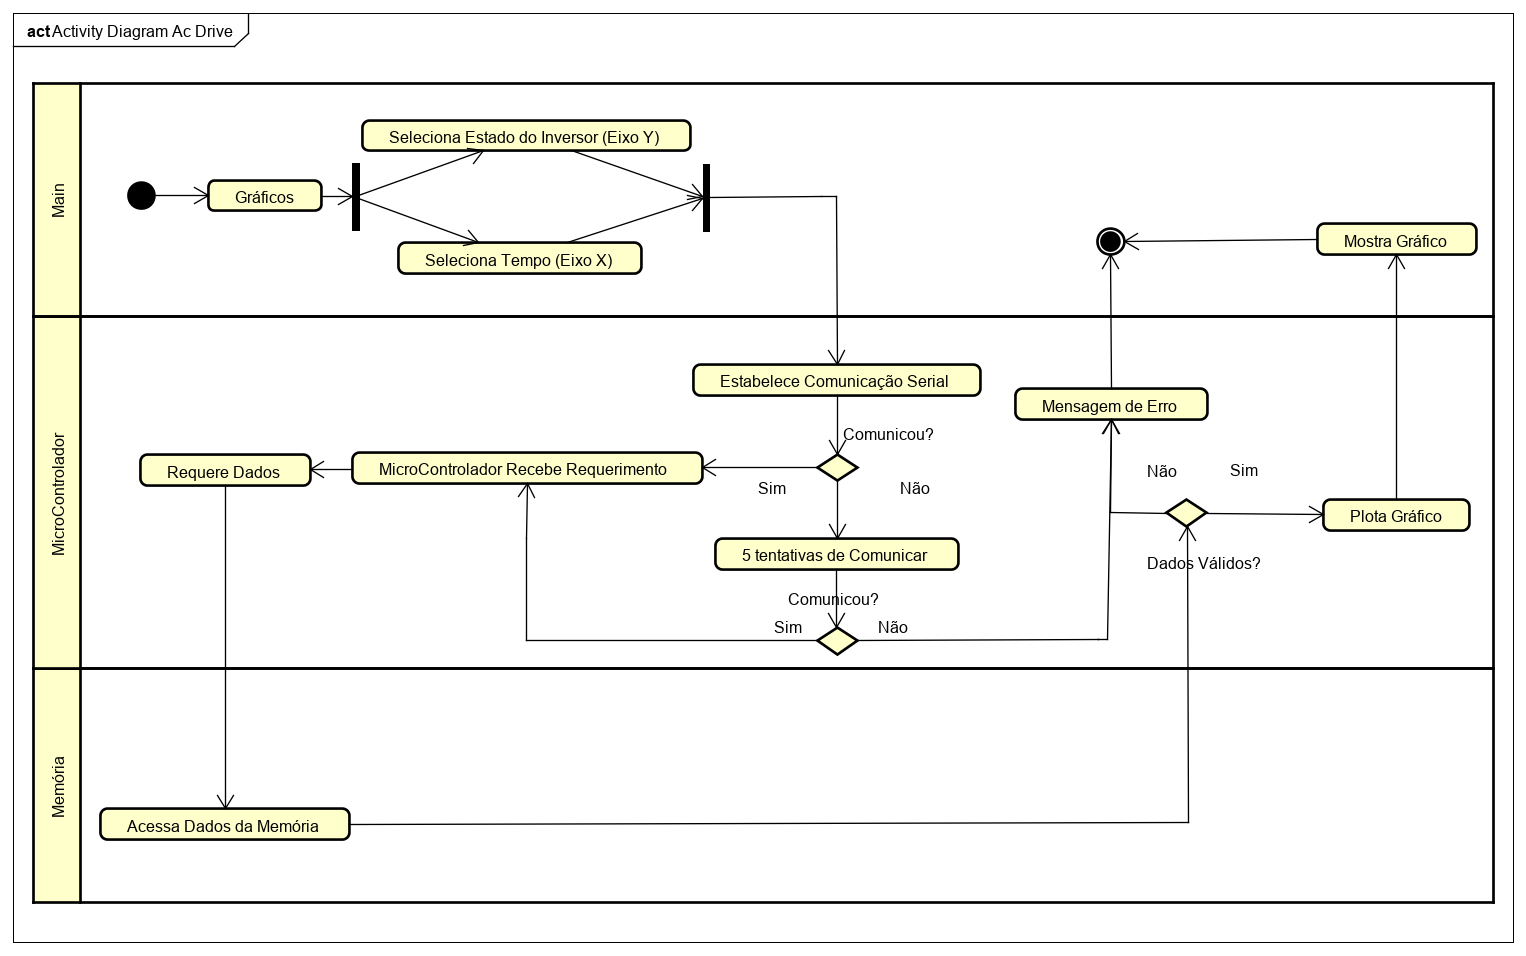 act Activity Diagram Ac Drive
Main
Seleciona Estado do Inversor (Eixo Y)
Gráficos
Seleciona Tempo (Eixo X)
Mostra Gráfico
MicroControlador
Estabelece Comunicação Serial
Mensagem de Erro
Comunicou?
Requere Dados
MicroControlador Recebe Requerimento
Sim
Não
Não
Sim
Plota Gráfico
5 tentativas de Comunicar
Dados Válidos?
Comunicou?
Sim
Não
Memória
Acessa Dados da Memória